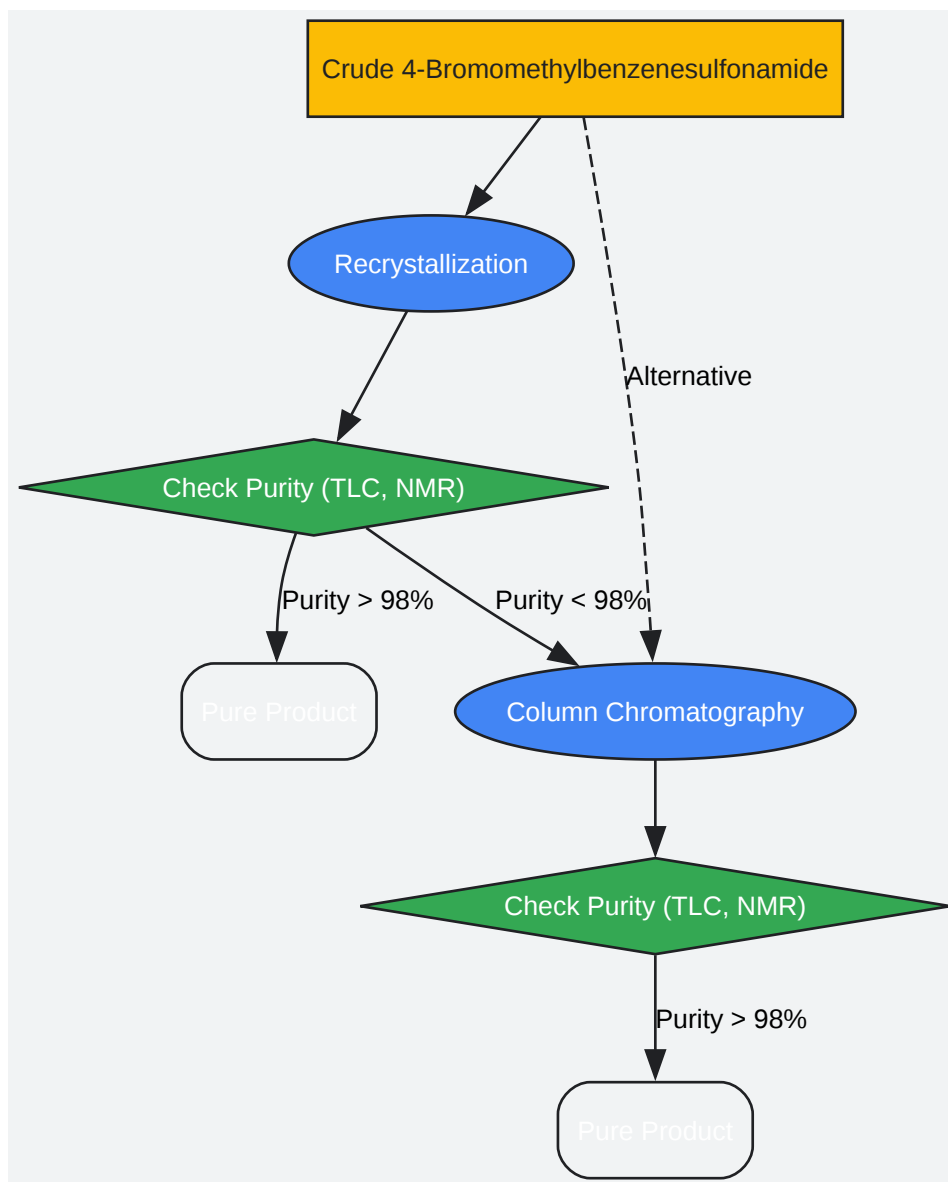 Crude 4-Bromomethylbenzenesulfonamide
Recrystallization
Alternative
Check Purity (TLC, NMR)
Purity > 98%
Purity < 98%
Pure Product
Column Chromatography
Check Purity (TLC, NMR)
Purity > 98%
Pure Product